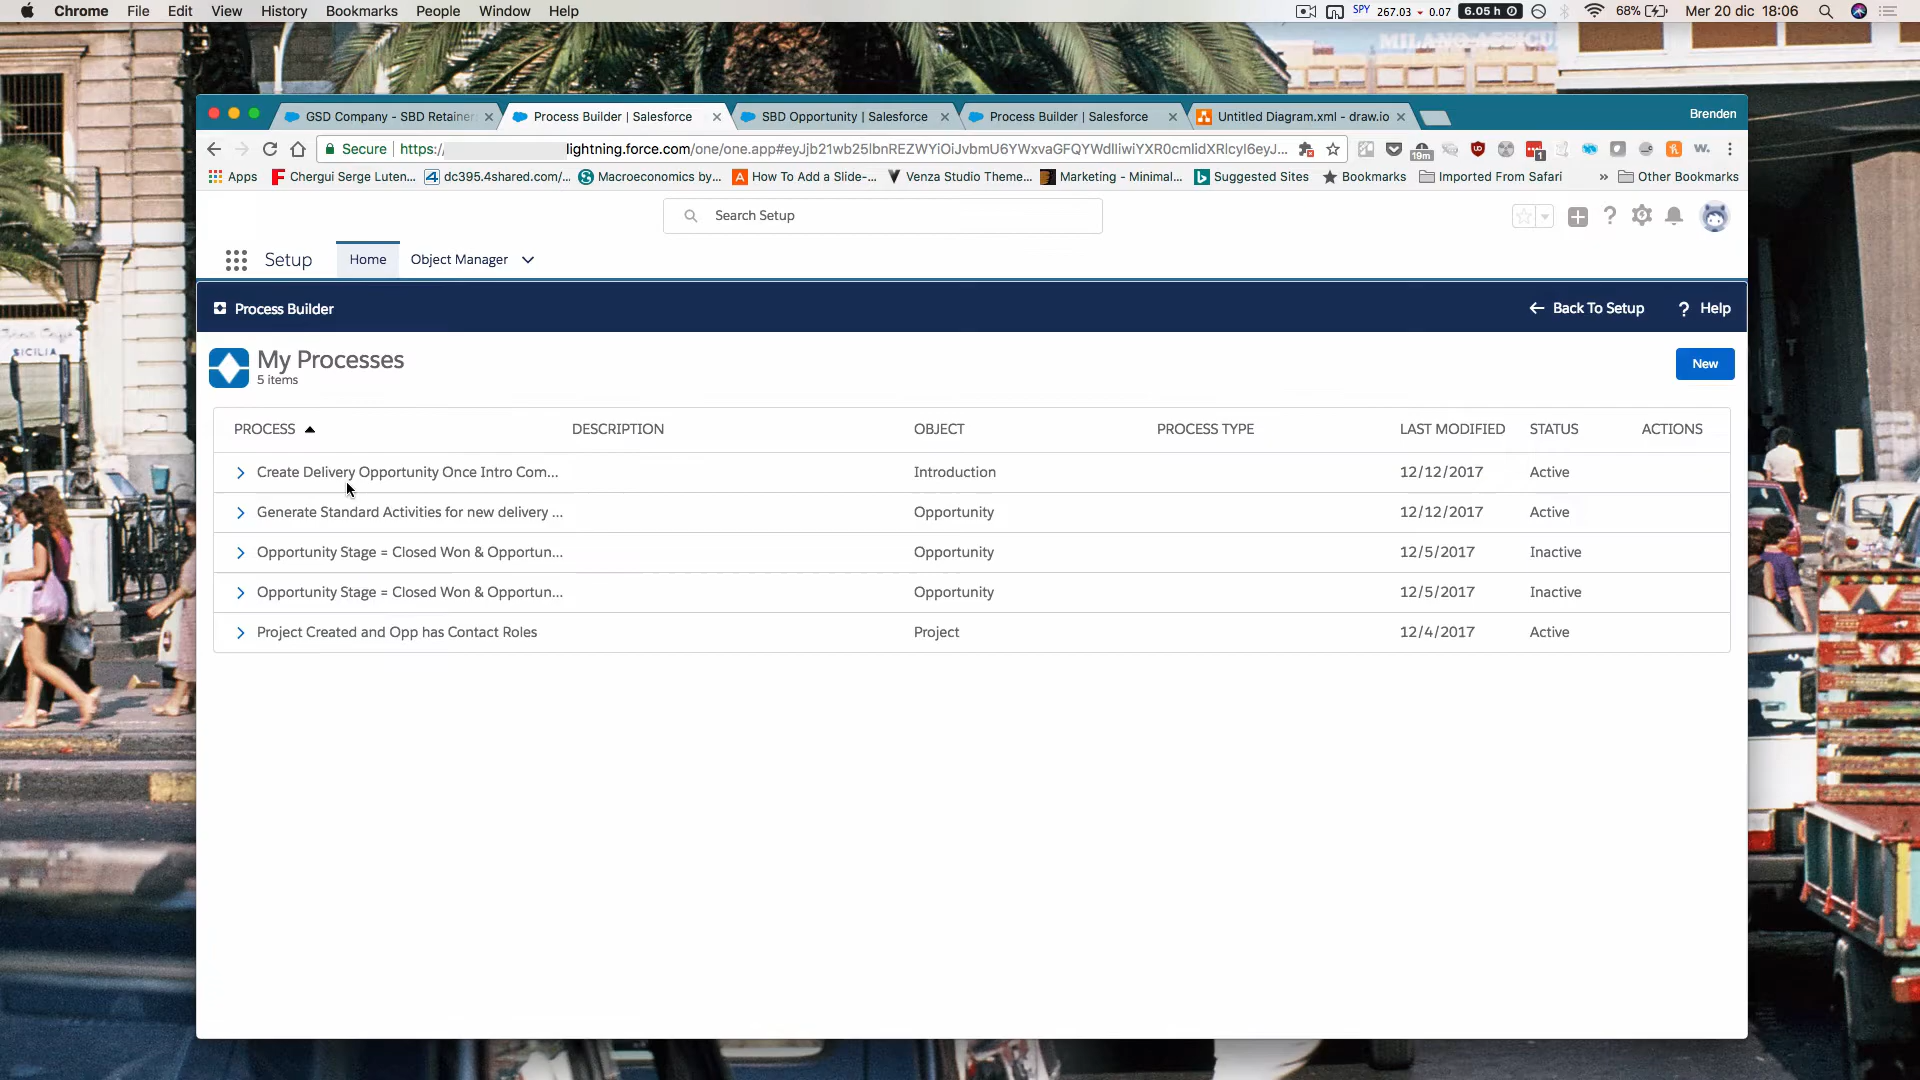 Chrome File Edit View History Bookmarks People Window Help
SPY 267.03 0.07 6.05 h 68% Mer 20 dic 18:06
MILANO ASSICU
SICILIA
GSD Company - SBD Retainer
Process Builder | Salesforce
SBD Opportunity | Salesforce
Process Builder | Salesforce
Untitled Diagram.xml - draw.io
Brenden
Secure https://
19m
1
W.
Apps
Chergui Serge Luten...
dc395.4shared.com/...
Macroeconomics by...
How To Add a Slide-...
Venza Studio Theme...
Marketing - Minimal...
Suggested Sites
Bookmarks
Imported From Safari
»
Other Bookmarks
Search Setup
Setup
Home
Object Manager
Process Builder
Back To Setup
? Help
My Processes
5 items
New
PROCESS DESCRIPTION OBJECT PROCESS TYPE LAST MODIFIED STATUS ACTIONS
Create Delivery Opportunity Once Intro Com... Introduction 12/12/2017 Active
Generate Standard Activities for new delivery ... Opportunity 12/12/2017 Active
Opportunity Stage = Closed Won & Opportun... Opportunity 12/5/2017 Inactive
Opportunity Stage = Closed Won & Opportun... Opportunity 12/5/2017 Inactive
Project Created and Opp has Contact Roles Project 12/4/2017 Active